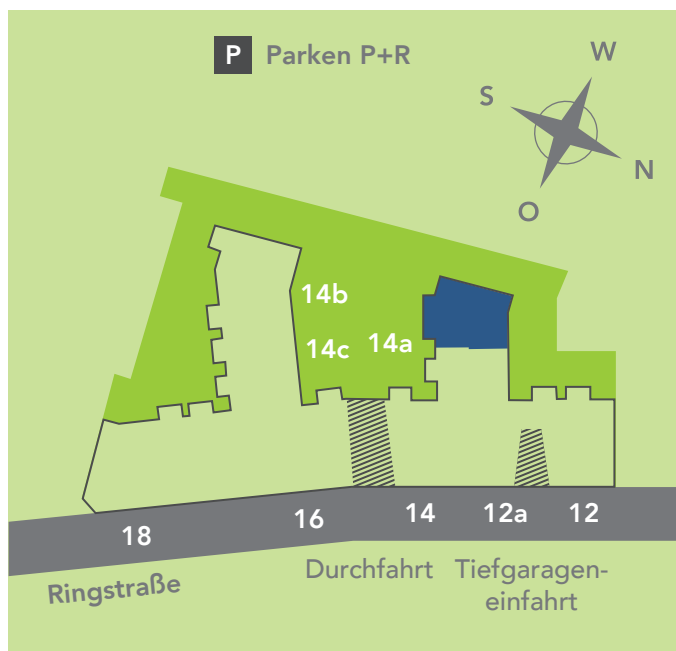 P Parken P+R
W
S
N
O
14b
14c 14a
18 16 14 12a 12
Ringstraße
Durchfahrt
Tiefgaragen-
einfahrt